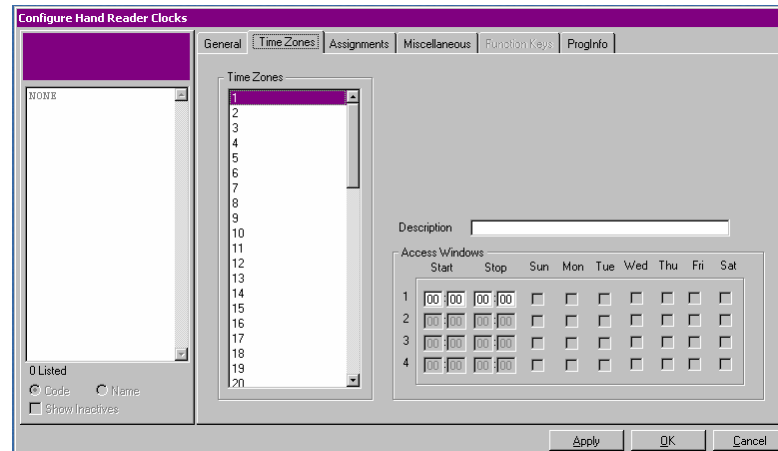 Configure Hand Reader Clocks
General Time Zones Assignments Miscellaneous Function Keys ProgInfo
NONE
0 Listed
Code Name
Show Inactives
Time Zones
1
2
3
4
5
6
7
8
9
10
11
12
13
14
15
16
17
18
19
20
Description
Access Windows
Start Stop Sun Mon Tue Wed Thu Fri Sat
1 00:00 00:00
2 00:00 00:00
3 00:00 00:00
4 00:00 00:00
Apply OK Cancel